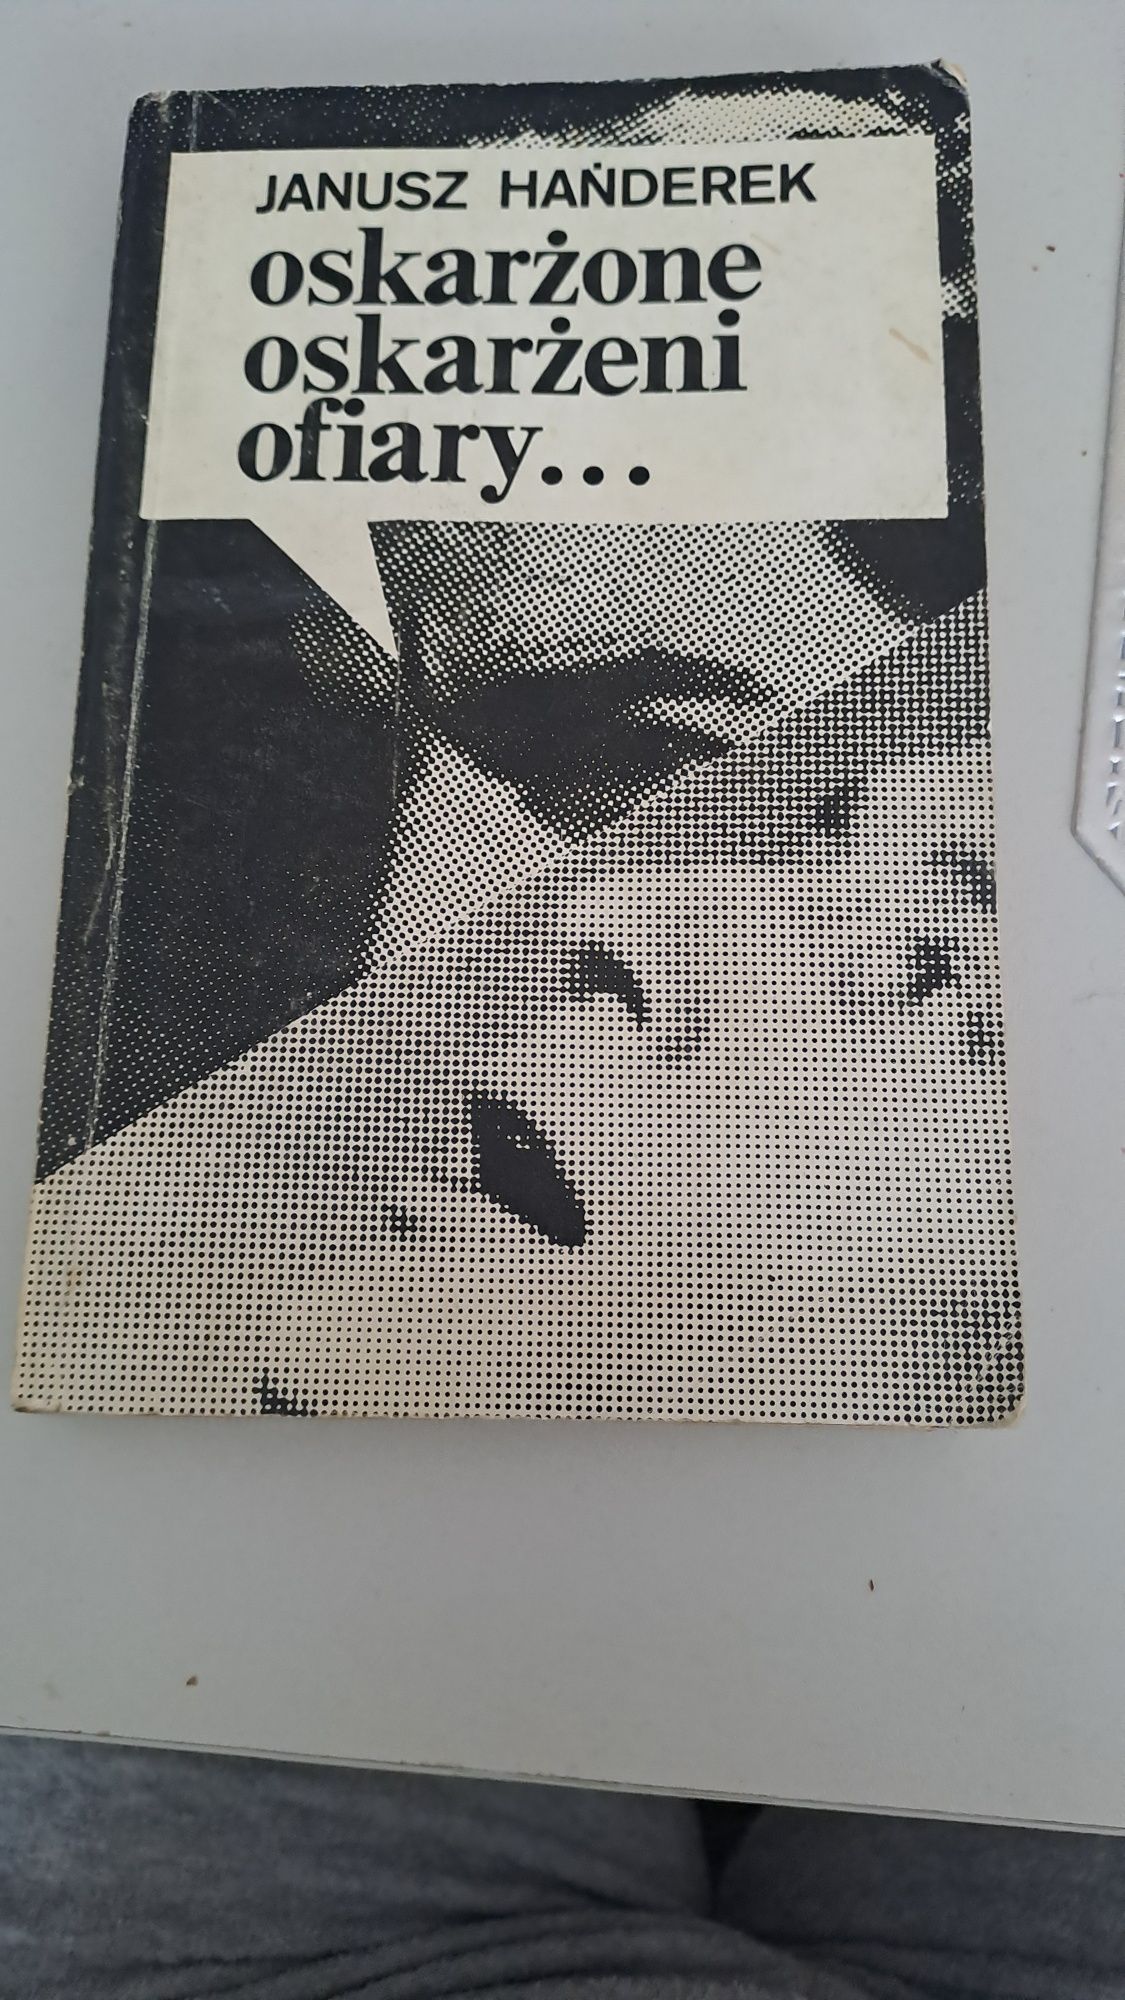 JANUSZ HAŃDEREK
oskarżone
oskarżeni
ofiary...